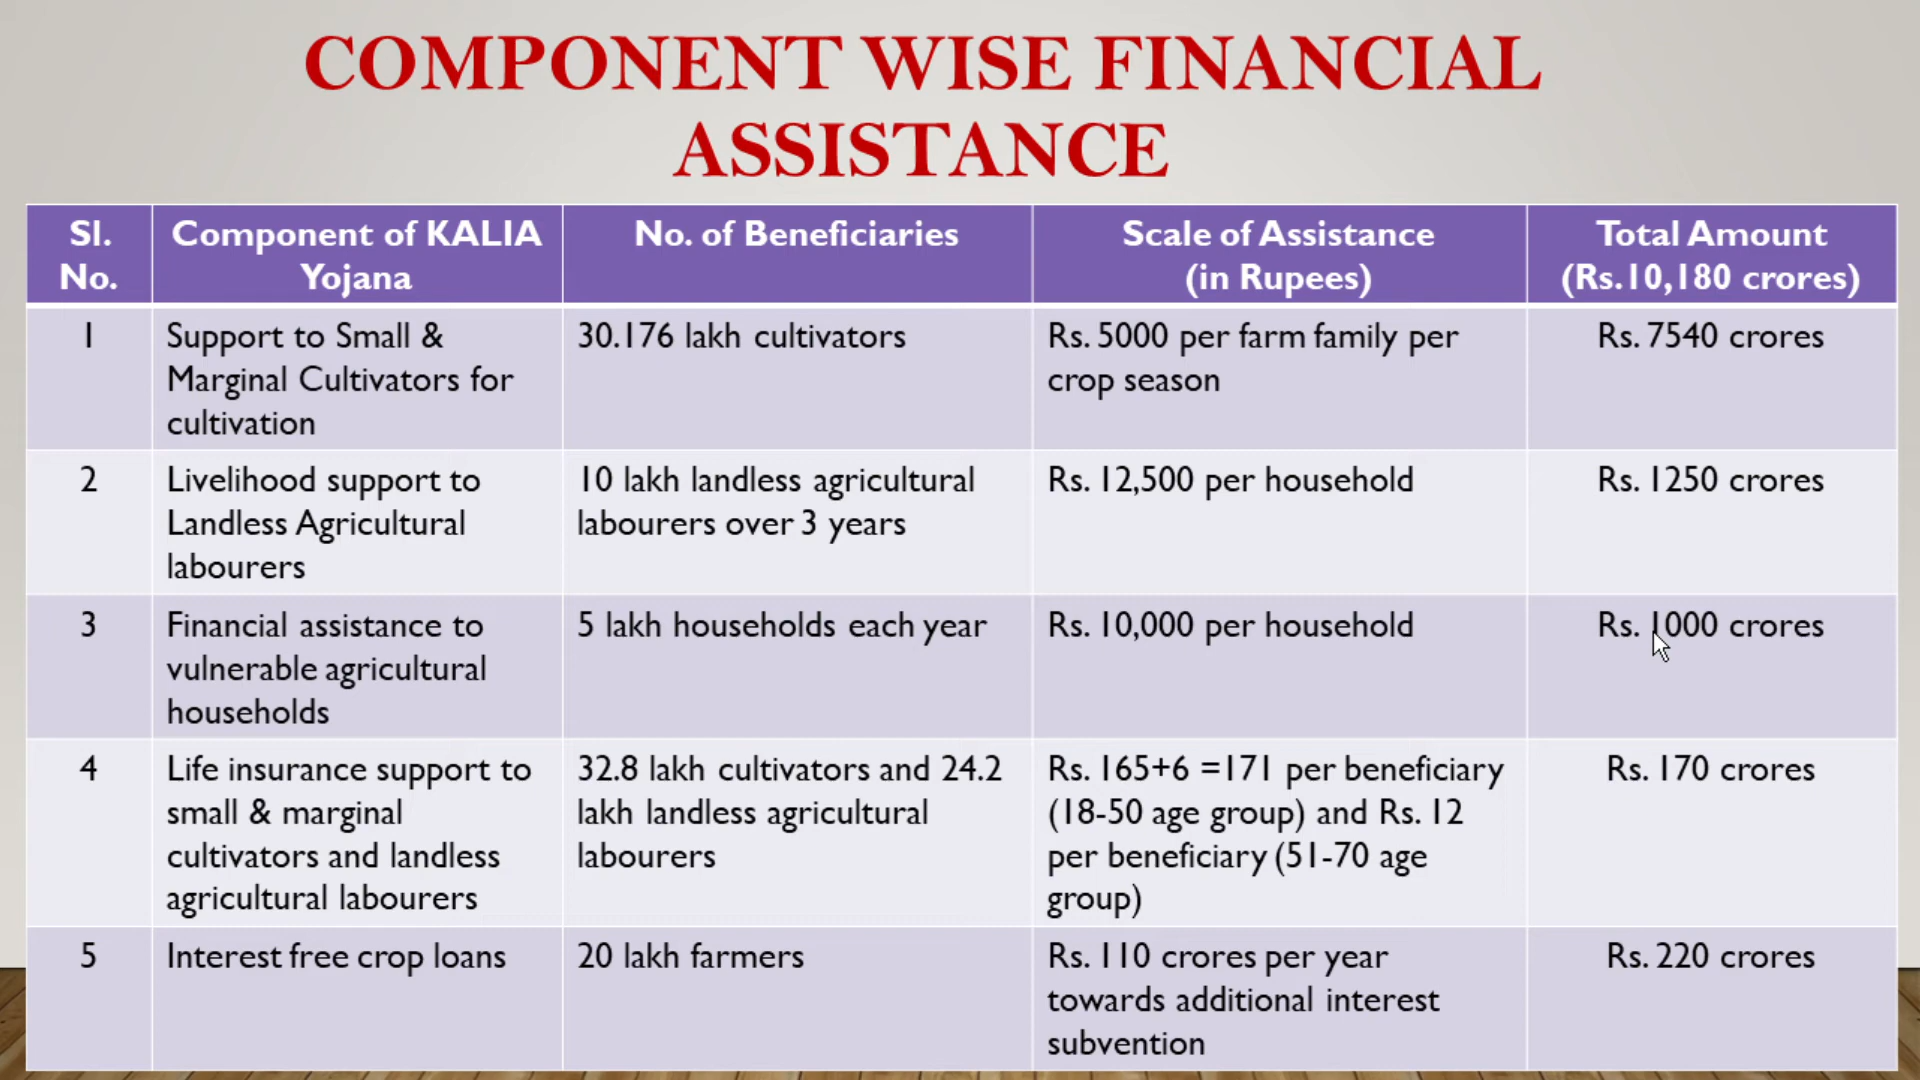 COMPONENT WISE FINANCIAL
ASSISTANCE
Sl.
No.
Component of KALIA
Yojana
No. of Beneficiaries
Scale of Assistance
(in Rupees)
Total Amount
(Rs.10,180 crores)
1
Support to Small &
Marginal Cultivators for
cultivation
30.176 lakh cultivators
Rs. 5000 per farm family per
crop season
Rs. 7540 crores
2
Livelihood support to
Landless Agricultural
labourers
10 lakh landless agricultural
labourers over 3 years
Rs. 12,500 per household
Rs. 1250 crores
3
Financial assistance to
vulnerable agricultural
households
5 lakh households each year
Rs. 10,000 per household
Rs. 1000 crores
4
Life insurance support to
small & marginal
cultivators and landless
agricultural labourers
32.8 lakh cultivators and 24.2
lakh landless agricultural
labourers
Rs. 165+6 =171 per beneficiary
(18-50 age group) and Rs. 12
per beneficiary (51-70 age
group)
Rs. 170 crores
5
Interest free crop loans
20 lakh farmers
Rs. 110 crores per year
towards additional interest
subvention
Rs. 220 crores